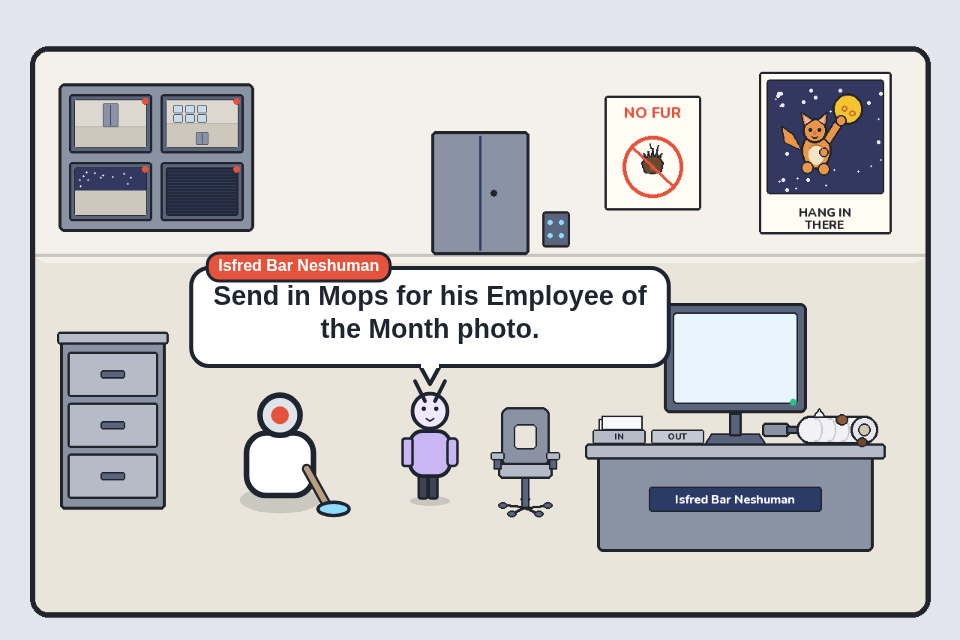 NO FUR
HANG IN
THERE
Isfred Bar Neshuman
Send in Mops for his Employee of
the Month photo.
IN
OUT
Isfred Bar Neshuman